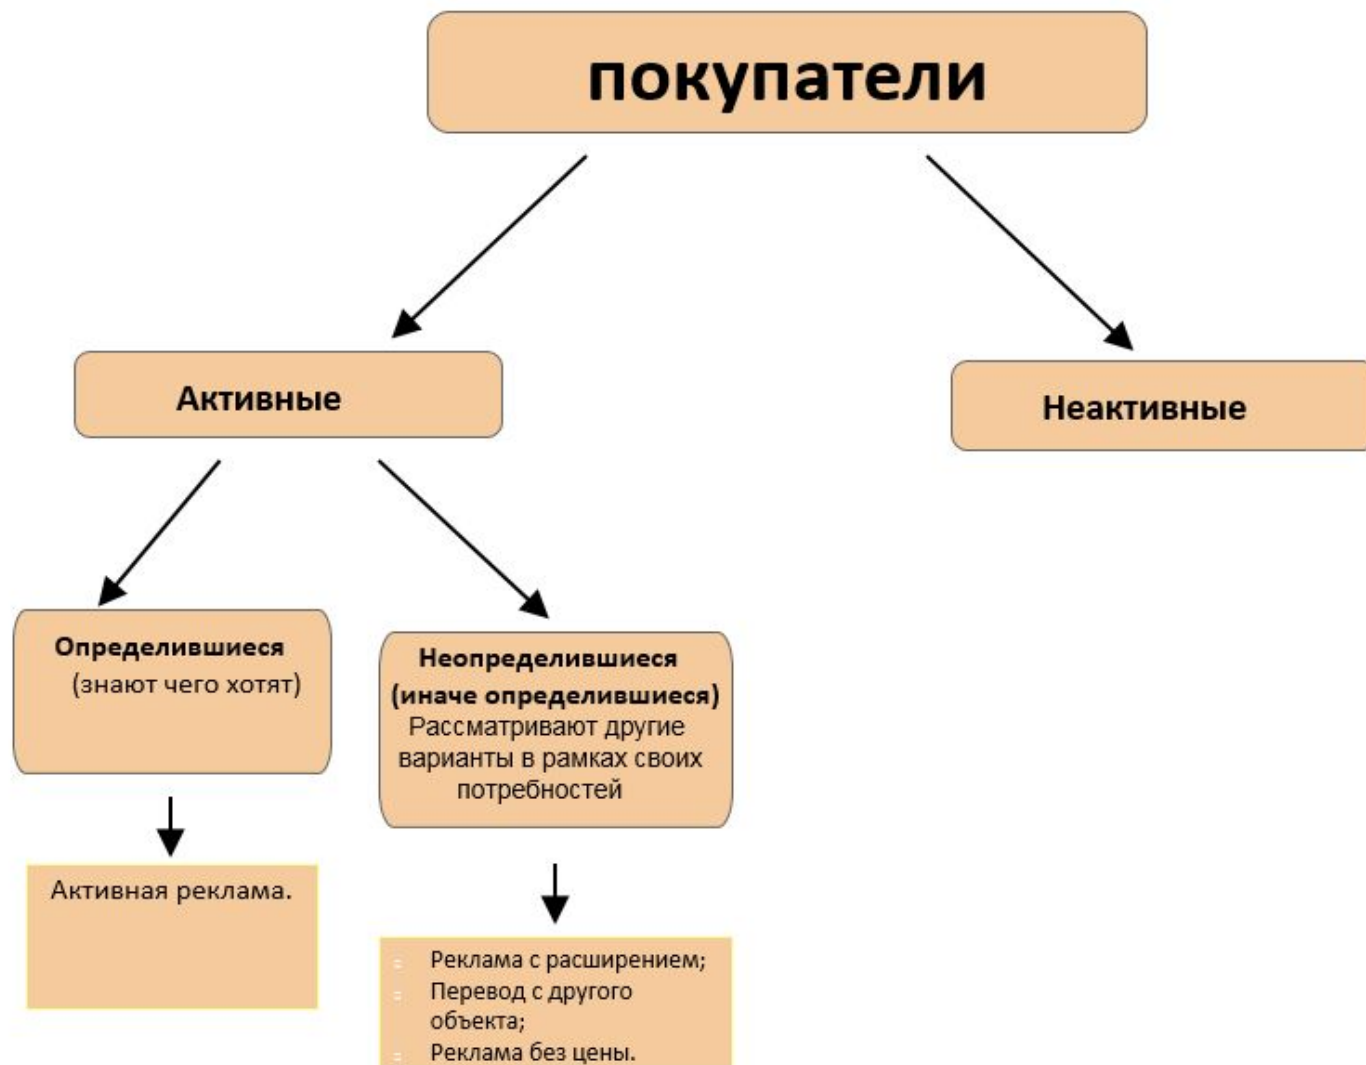 покупатели
Активные
Неактивные
Определившиеся
(знают чего хотят)
Неопределившиеся
(иначе определившиеся)
Рассматривают другие
варианты в рамках своих
потребностей
Активная реклама.
Реклама с расширением;
Перевод с другого
объекта;
Реклама без цены.